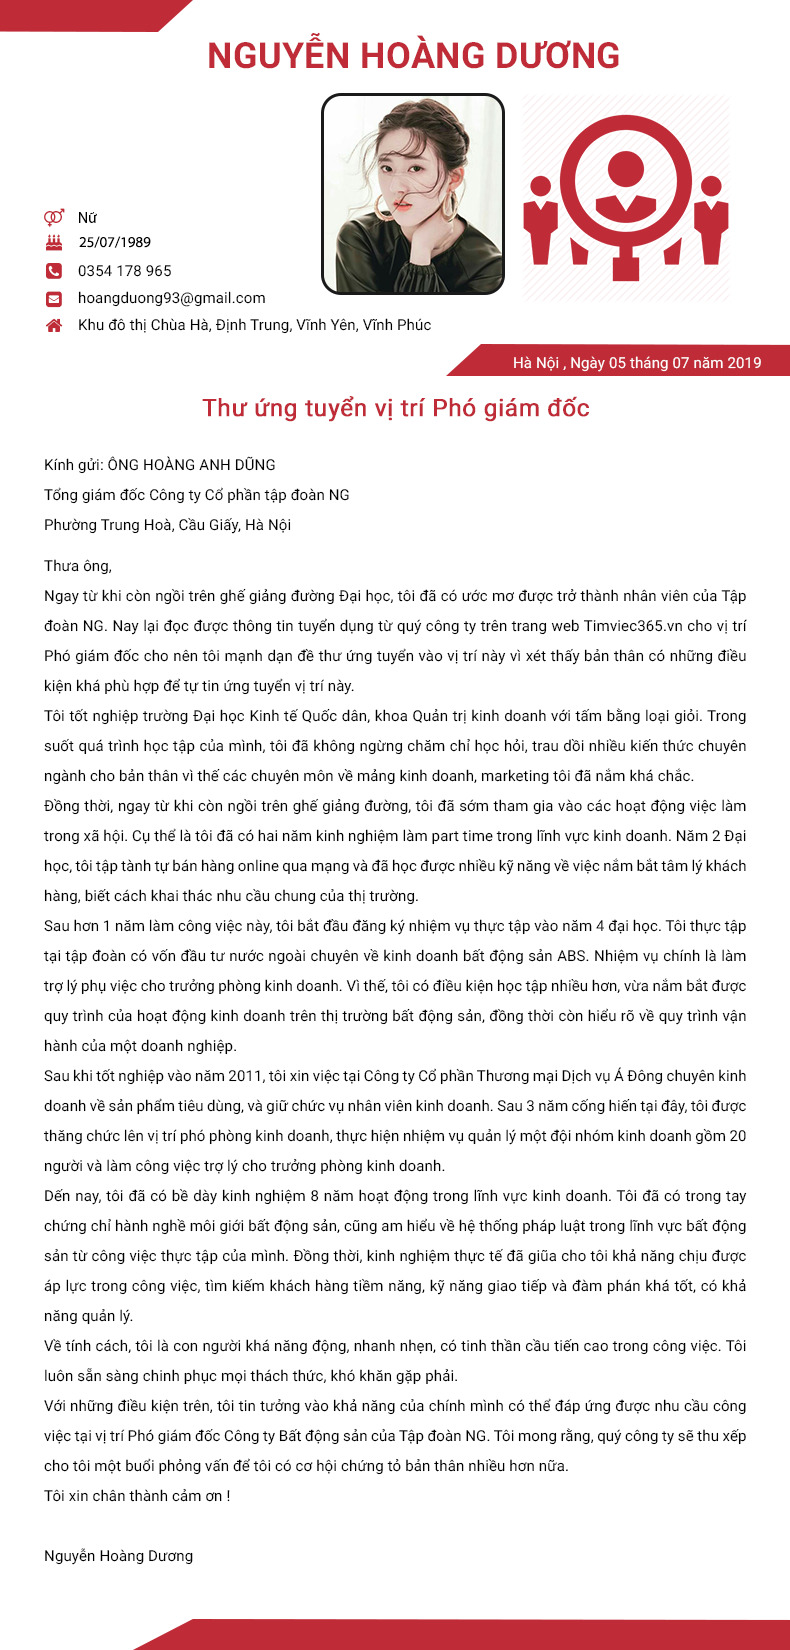 NGUYỄN HOÀNG DƯƠNG
Nữ
25/07/1989
0354 178 965
hoangduong93@gmail.com
Khu đô thị Chùa Hà, Định Trung, Vĩnh Yên, Vĩnh Phúc
Hà Nội , Ngày 05 tháng 07 năm 2019
Thư ứng tuyển vị trí Phó giám đốc
Kính gửi: ÔNG HOÀNG ANH DŨNG
Tổng giám đốc Công ty Cổ phần tập đoàn NG
Phường Trung Hoà, Cầu Giấy, Hà Nội
Thưa ông,
Ngay từ khi còn ngồi trên ghế giảng đường Đại học, tôi đã có ước mơ được trở thành nhân viên của Tập
đoàn NG. Nay lại đọc được thông tin tuyển dụng từ quý công ty trên trang web Timviec365.vn cho vị trí
Phó giám đốc cho nên tôi mạnh dạn đề thư ứng tuyển vào vị trí này vì xét thấy bản thân có những điều
kiện khá phù hợp để tự tin ứng tuyển vị trí này.
Tôi tốt nghiệp trường Đại học Kinh tế Quốc dân, khoa Quản trị kinh doanh với tấm bằng loại giỏi. Trong
suốt quá trình học tập của mình, tôi đã không ngừng chăm chỉ học hỏi, trau dồi nhiều kiến thức chuyên
ngành cho bản thân vì thế các chuyên môn về mảng kinh doanh, marketing tôi đã nắm khá chắc.
Đồng thời, ngay từ khi còn ngồi trên ghế giảng đường, tôi đã sớm tham gia vào các hoạt động việc làm
trong xã hội. Cụ thể là tôi đã có hai năm kinh nghiệm làm part time trong lĩnh vực kinh doanh. Năm 2 Đại
học, tôi tập tành tự bán hàng online qua mạng và đã học được nhiều kỹ năng về việc nắm bắt tâm lý khách
hàng, biết cách khai thác nhu cầu chung của thị trường.
Sau hơn 1 năm làm công việc này, tôi bắt đầu đăng ký nhiệm vụ thực tập vào năm 4 đại học. Tôi thực tập
tại tập đoàn có vốn đầu tư nước ngoài chuyên về kinh doanh bất động sản ABS. Nhiệm vụ chính là làm
trợ lý phụ việc cho trưởng phòng kinh doanh. Vì thế, tôi có điều kiện học tập nhiều hơn, vừa nắm bắt được
quy trình của hoạt động kinh doanh trên thị trường bất động sản, đồng thời còn hiểu rõ về quy trình vận
hành của một doanh nghiệp.
Sau khi tốt nghiệp vào năm 2011, tôi xin việc tại Công ty Cổ phần Thương mại Dịch vụ Á Đông chuyên kinh
doanh về sản phẩm tiêu dùng, và giữ chức vụ nhân viên kinh doanh. Sau 3 năm cống hiến tại đây, tôi được
thăng chức lên vị trí phó phòng kinh doanh, thực hiện nhiệm vụ quản lý một đội nhóm kinh doanh gồm 20
người và làm công việc trợ lý cho trưởng phòng kinh doanh.
Dến nay, tôi đã có bề dày kinh nghiệm 8 năm hoạt động trong lĩnh vực kinh doanh. Tôi đã có trong tay
chứng chỉ hành nghề môi giới bất động sản, cũng am hiểu về hệ thống pháp luật trong lĩnh vực bất động
sản từ công việc thực tập của mình. Đồng thời, kinh nghiệm thực tế đã giũa cho tôi khả năng chịu được
áp lực trong công việc, tìm kiếm khách hàng tiềm năng, kỹ năng giao tiếp và đàm phán khá tốt, có khả
năng quản lý.
Về tính cách, tôi là con người khá năng động, nhanh nhẹn, có tinh thần cầu tiến cao trong công việc. Tôi
luôn sẵn sàng chinh phục mọi thách thức, khó khăn gặp phải.
Với những điều kiện trên, tôi tin tưởng vào khả năng của chính mình có thể đáp ứng được nhu cầu công
việc tại vị trí Phó giám đốc Công ty Bất động sản của Tập đoàn NG. Tôi mong rằng, quý công ty sẽ thu xếp
cho tôi một buổi phỏng vấn để tôi có cơ hội chứng tỏ bản thân nhiều hơn nữa.
Tôi xin chân thành cảm ơn !
Nguyễn Hoàng Dương